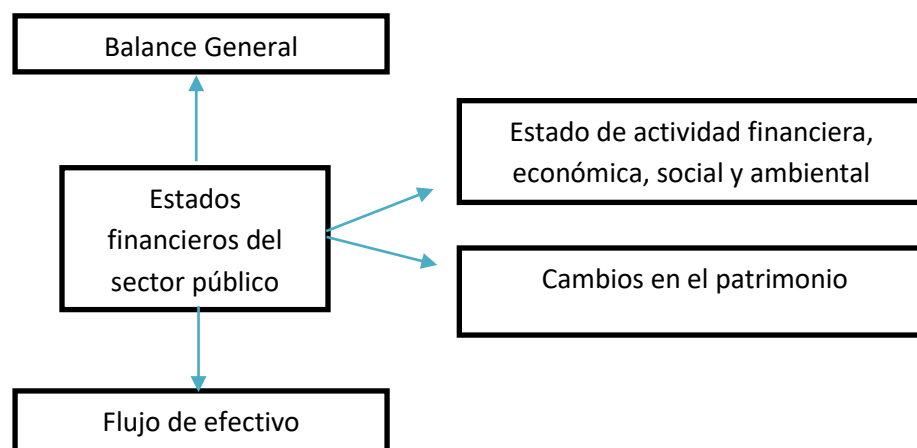 Balance General
Estado de actividad financiera,
económica, social y ambiental
Estados
financieros del
sector público
Cambios en el patrimonio
Flujo de efectivo